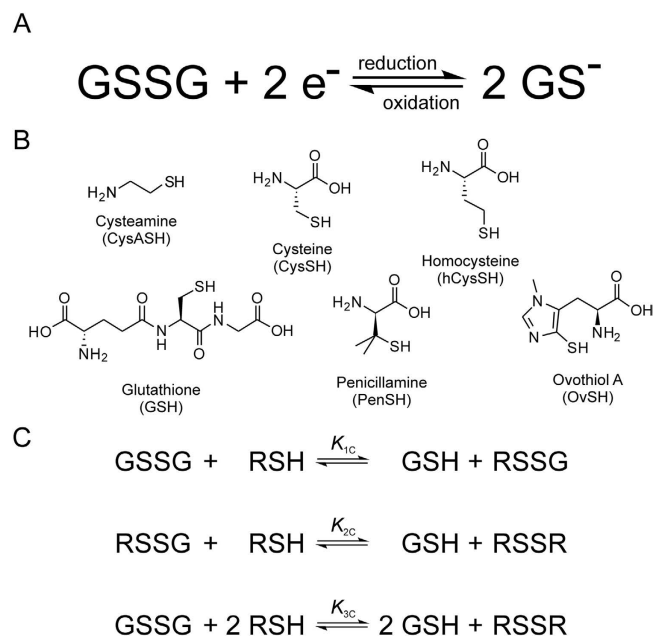 A
GSSG + 2 e⁻ reduction 2 GS⁻
oxidation
B
H₂N SH
Cysteamine
(CysASH)
H₂N O OH
SH
Cysteine
(CysSH)
H₂N O OH
SH
Homocysteine
(hCysSH)
O HO NH₂ O N H SH O H N O OH
Glutathione
(GSH)
H₂N O OH
SH
Penicillamine
(PenSH)
N N SH O OH NH₂
Ovothiol A
(OvSH)
C
GSSG + RSH K1C GSH + RSSG
RSSG + RSH K2C GSH + RSSR
GSSG + 2 RSH K3C 2 GSH + RSSR